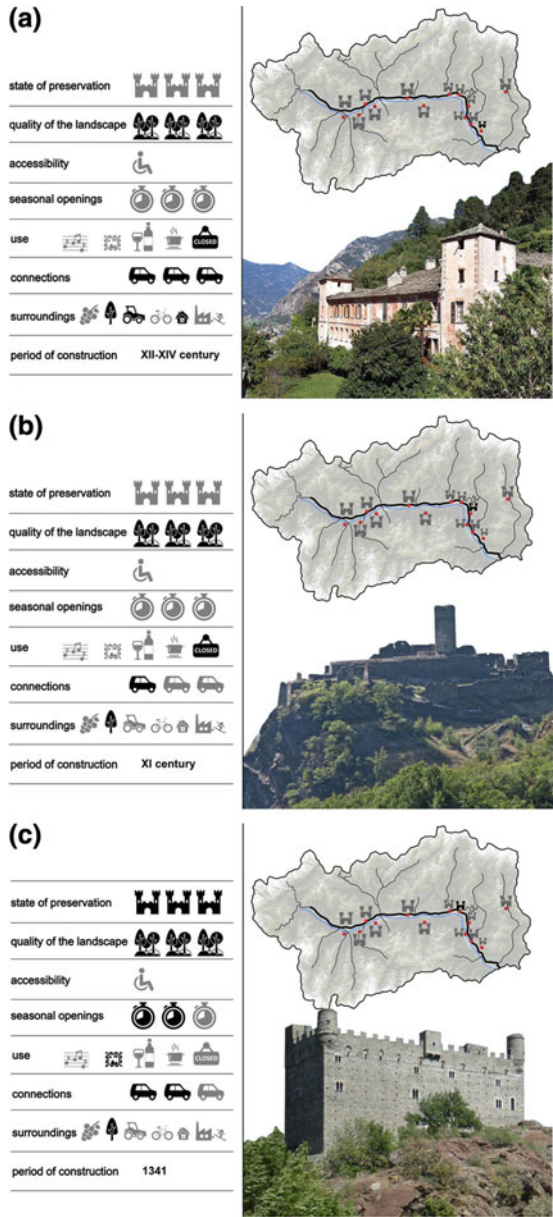 (a)
state of preservation
quality of the landscape
accessibility
seasonal openings
use CLOSED
connections
surroundings
period of construction XII-XIV century
(b)
state of preservation
quality of the landscape
accessibility
seasonal openings
use CLOSED
connections
surroundings
period of construction XI century
(c)
state of preservation
quality of the landscape
accessibility
seasonal openings
use CLOSED
connections
surroundings
period of construction 1341